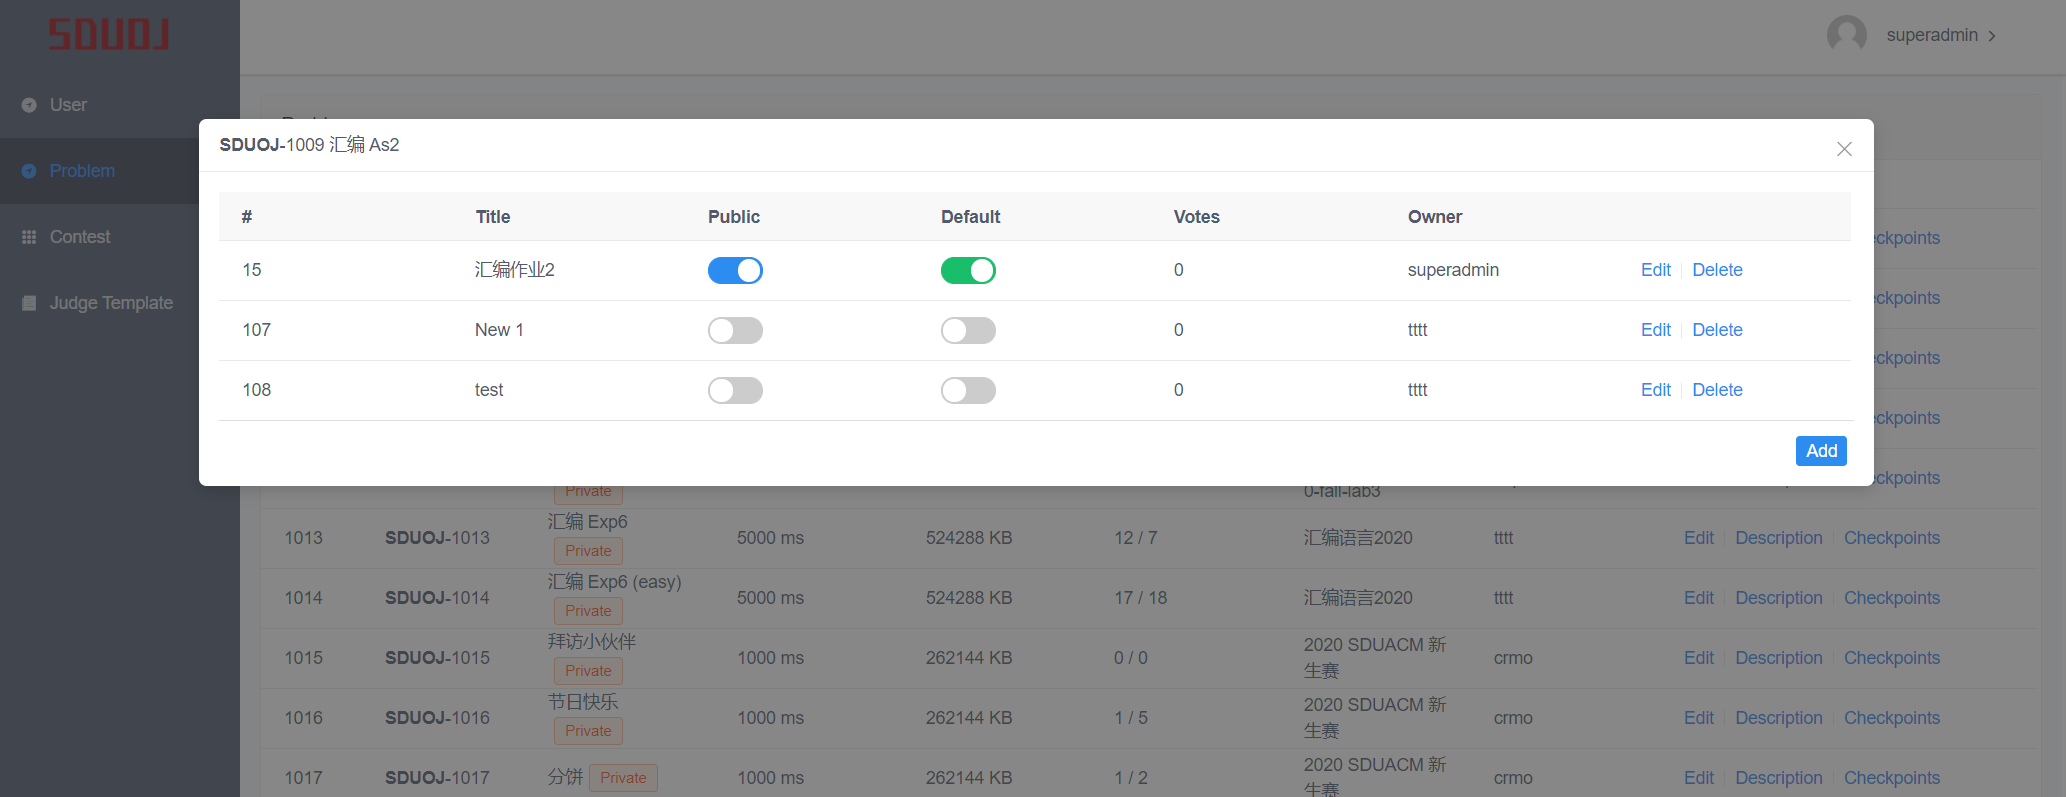 SDUOJ
superadmin
User
Problem
Contest
Judge Template
SDUOJ-1009 汇编 As2
# Title Public Default Votes Owner
15 汇编作业2 0 superadmin Edit Delete
107 New 1 0 tttt Edit Delete
108 test 0 tttt Edit Delete
Add
ckpoints
ckpoints
ckpoints
ckpoints
ckpoints
Private 0-fall-lab3
1013 SDUOJ-1013 汇编 Exp6 Private 5000 ms 524288 KB 12 / 7 汇编语言2020 tttt Edit Description Checkpoints
1014 SDUOJ-1014 汇编 Exp6 (easy) Private 5000 ms 524288 KB 17 / 18 汇编语言2020 tttt Edit Description Checkpoints
1015 SDUOJ-1015 拜访小伙伴 Private 1000 ms 262144 KB 0 / 0 2020 SDUACM 新生赛 crmo Edit Description Checkpoints
1016 SDUOJ-1016 节日快乐 Private 1000 ms 262144 KB 1 / 5 2020 SDUACM 新生赛 crmo Edit Description Checkpoints
1017 SDUOJ-1017 分饼 Private 1000 ms 262144 KB 1 / 2 2020 SDUACM 新生赛 crmo Edit Description Checkpoints